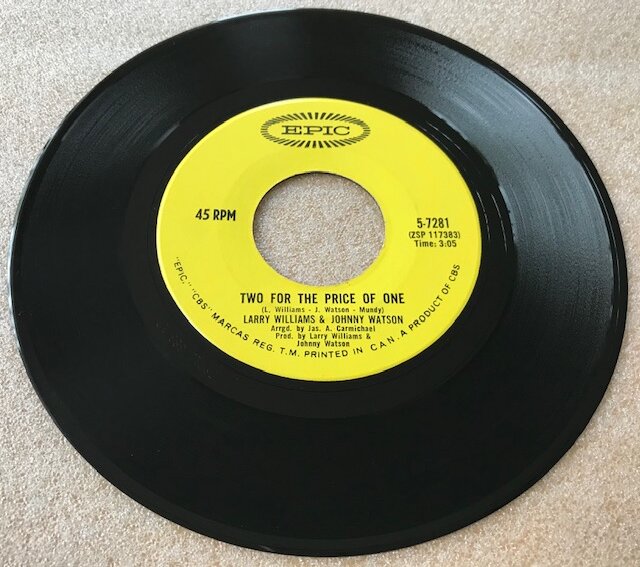 EPIC
45 RPM
5-7281
(ZSP 117383)
Time: 3:05
TWO FOR THE PRICE OF ONE
(L. Williams - J. Watson - Mundy)
LARRY WILLIAMS & JOHNNY WATSON
Arrgd. by Jas. A. Carmichael
Prod. by Larry Williams &
Johnny Watson
"EPIC," "CBS" MARCAS REG. T.M. PRINTED IN CAN. A PRODUCT OF CBS